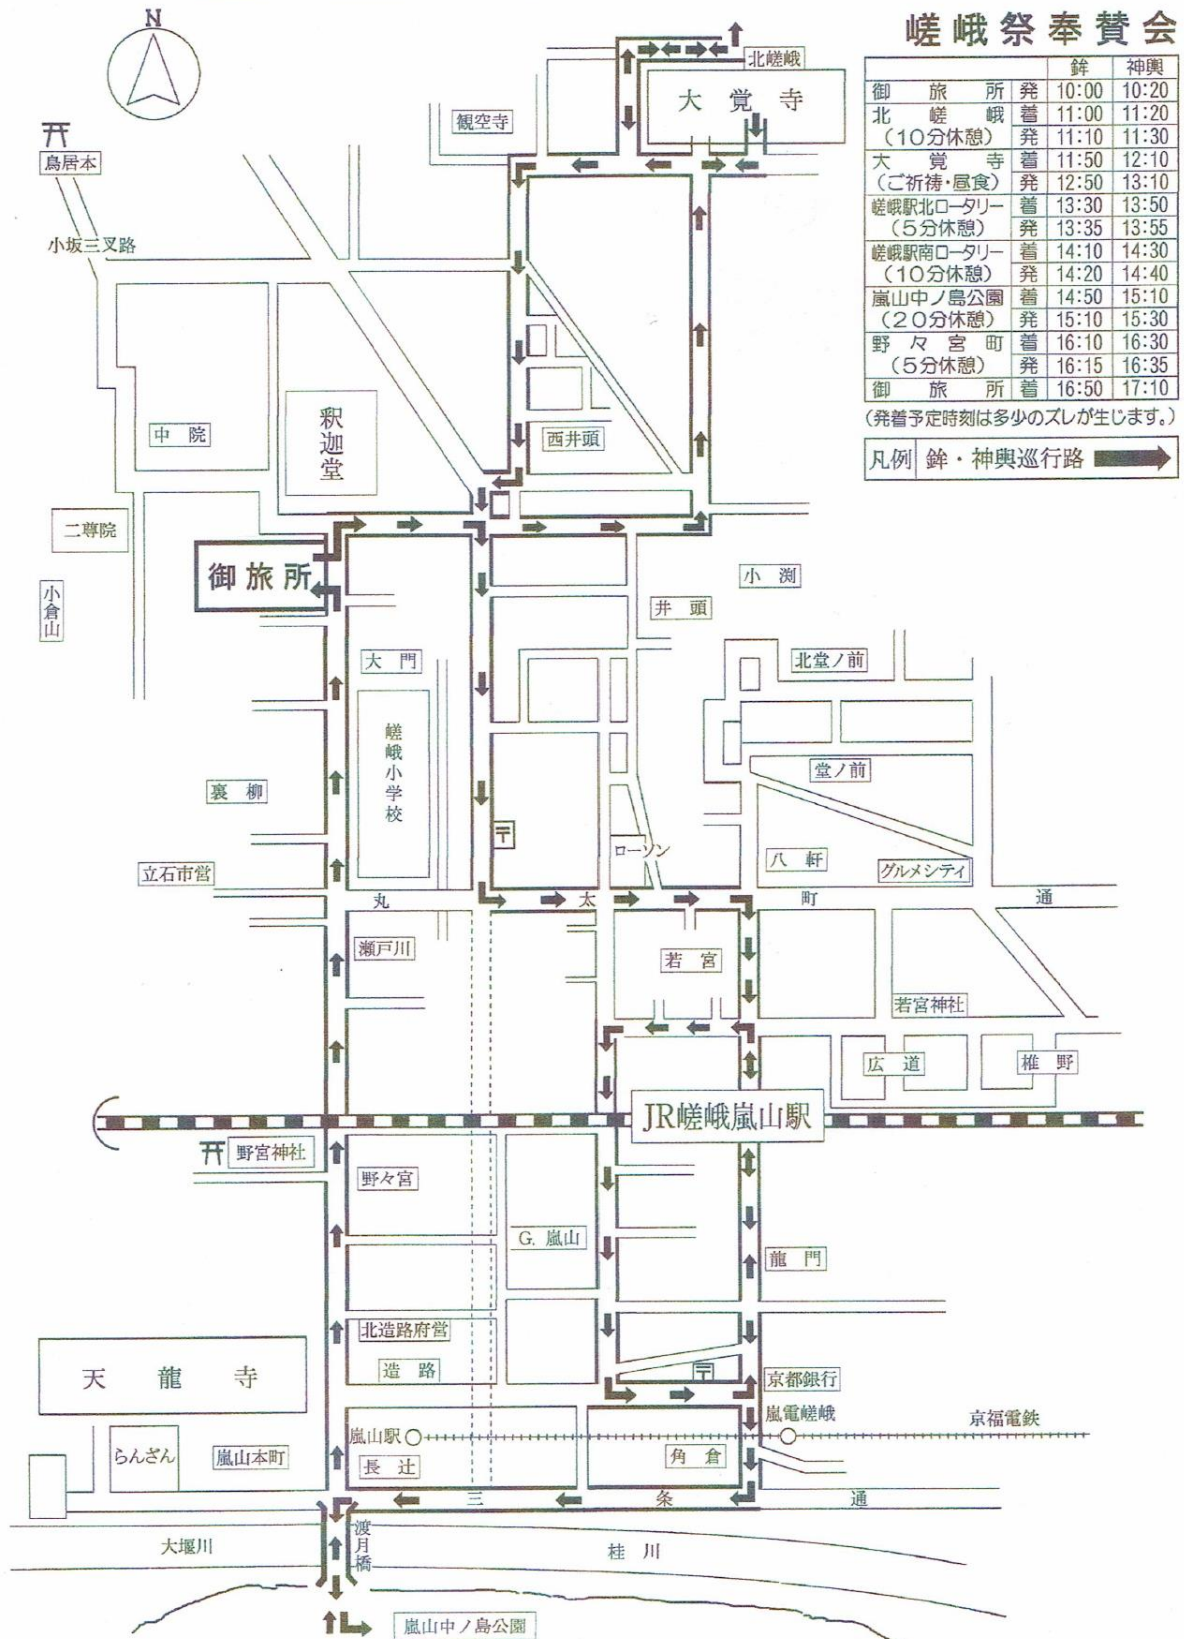 N
嵯峨祭奉賛会
鉾 神輿
御旅所 発 10:00 10:20
北嵯峨 着 11:00 11:20
(10分休憩) 発 11:10 11:30
大覚寺 着 11:50 12:10
(ご祈祷・昼食) 発 12:50 13:10
嵯峨駅北ロータリー 着 13:30 13:50
(5分休憩) 発 13:35 13:55
嵯峨駅南ロータリー 着 14:10 14:30
(10分休憩) 発 14:20 14:40
嵐山中ノ島公園 着 14:50 15:10
(20分休憩) 発 15:10 15:30
野々宮町 着 16:10 16:30
(5分休憩) 発 16:15 16:35
御旅所 着 16:50 17:10
(発着予定時刻は多少のズレが生じます。)
凡例 鉾・神輿巡行路
北嵯峨
大覚寺
観空寺
鳥居本
小坂三叉路
釈迦堂
中院
西井頭
二尊院
御旅所
小倉山
小渕
井頭
大門
北堂ノ前
嵯峨小学校
堂ノ前
裏柳
〒
ローソン
八軒
グルメシティ
立石市営
丸太町通
瀬戸川
若宮
若宮神社
広道
椎野
JR嵯峨嵐山駅
野宮神社
野々宮
G.嵐山
龍門
北造路府営
造路
〒
天龍寺
京都銀行
嵐電嵯峨
京福電鉄
嵐山駅
らんざん
嵐山本町
長辻
角倉
三条通
渡月橋
大堰川
桂川
嵐山中ノ島公園